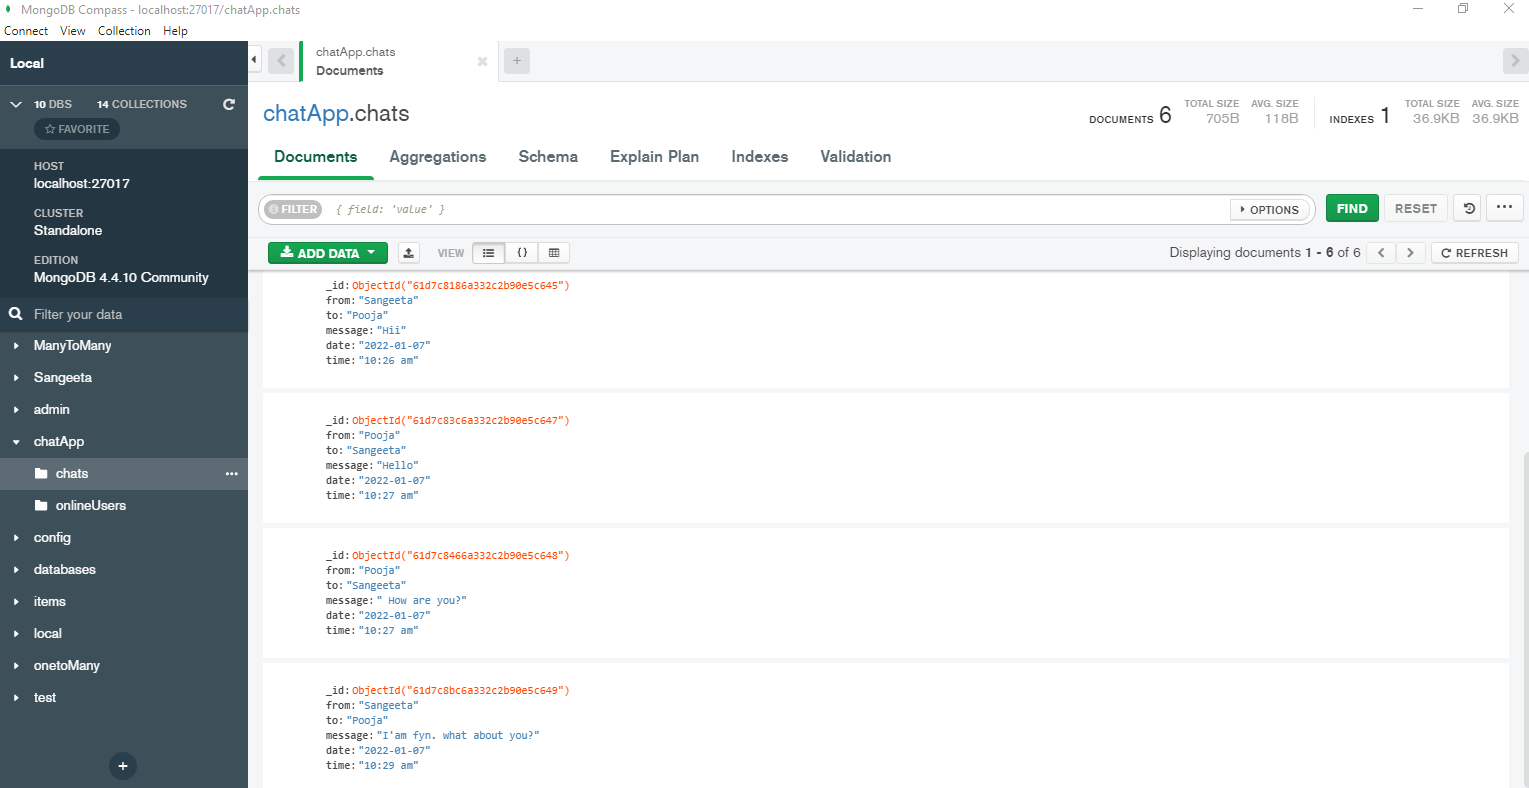 MongoDB Compass - localhost:27017/chatApp.chats
Connect View Collection Help
Local
10 DBS 14 COLLECTIONS
FAVORITE
HOST
localhost:27017
CLUSTER
Standalone
EDITION
MongoDB 4.4.10 Community
Filter your data
ManyToMany
Sangeeta
admin
chatApp
chats
onlineUsers
config
databases
items
local
onetoMany
test
chatApp.chats
Documents
chatApp.chats
DOCUMENTS 6 TOTAL SIZE 705B AVG. SIZE 118B INDEXES 1 TOTAL SIZE 36.9KB AVG. SIZE 36.9KB
Documents Aggregations Schema Explain Plan Indexes Validation
FILTER { field: 'value' } OPTIONS FIND RESET
ADD DATA VIEW Displaying documents 1 - 6 of 6 REFRESH
_id: ObjectId("61d7c8186a332c2b90e5c645")
from: "Sangeeta"
to: "Pooja"
message: "Hii"
date: "2022-01-07"
time: "10:26 am"
_id: ObjectId("61d7c83c6a332c2b90e5c647")
from: "Pooja"
to: "Sangeeta"
message: "Hello"
date: "2022-01-07"
time: "10:27 am"
_id: ObjectId("61d7c8466a332c2b90e5c648")
from: "Pooja"
to: "Sangeeta"
message: " How are you?"
date: "2022-01-07"
time: "10:27 am"
_id: ObjectId("61d7c8bc6a332c2b90e5c649")
from: "Sangeeta"
to: "Pooja"
message: "I'am fyn. what about you?"
date: "2022-01-07"
time: "10:29 am"